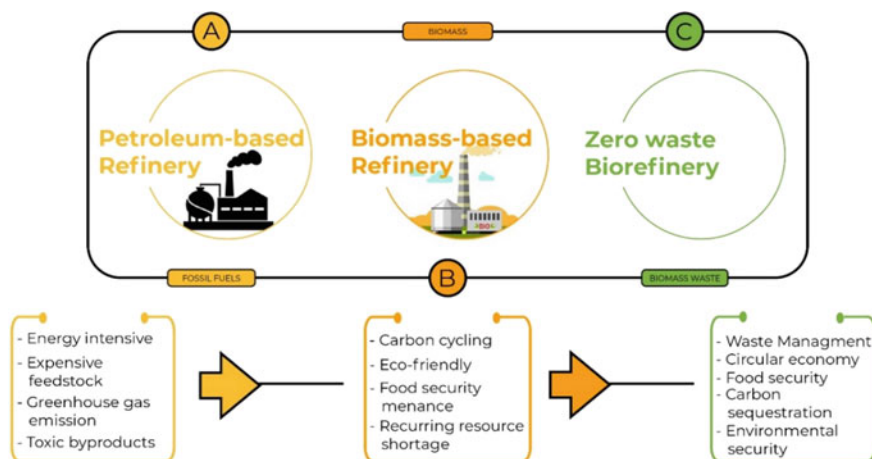 A
BIOMASS
C
Petroleum-based
Refinery
Biomass-based
Refinery
BIO
Zero waste
Biorefinery
FOSSIL FUELS
B
BIOMASS WASTE
- Energy intensive
- Expensive
feedstock
- Greenhouse gas
emission
- Toxic byproducts
- Carbon cycling
- Eco-friendly
- Food security
menance
- Recurring resource
shortage
- Waste Managment
- Circular economy
- Food security
- Carbon
sequestration
- Environmental
security